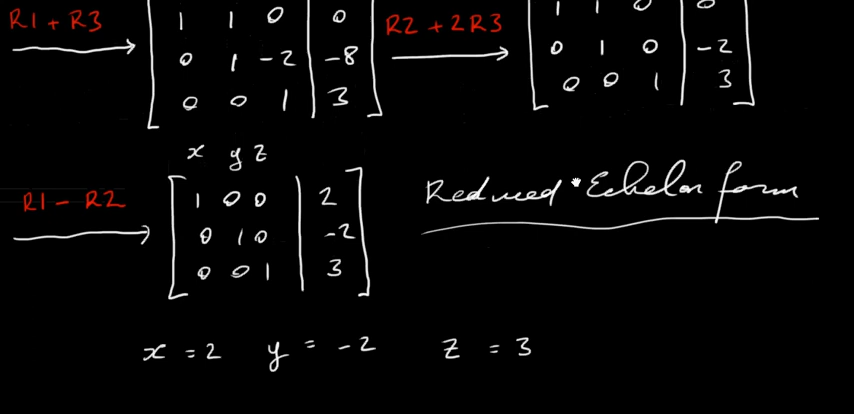 R1 + R3 1 1 0 | 0 R2 + 2R3 1 1 0 | 0
0 1 -2 | -8 0 1 0 | -2
0 0 1 | 3 0 0 1 | 3
x y z
R1 - R2 1 0 0 | 2 Reduced Echelon form
0 1 0 | -2
0 0 1 | 3
x = 2 y = -2 z = 3